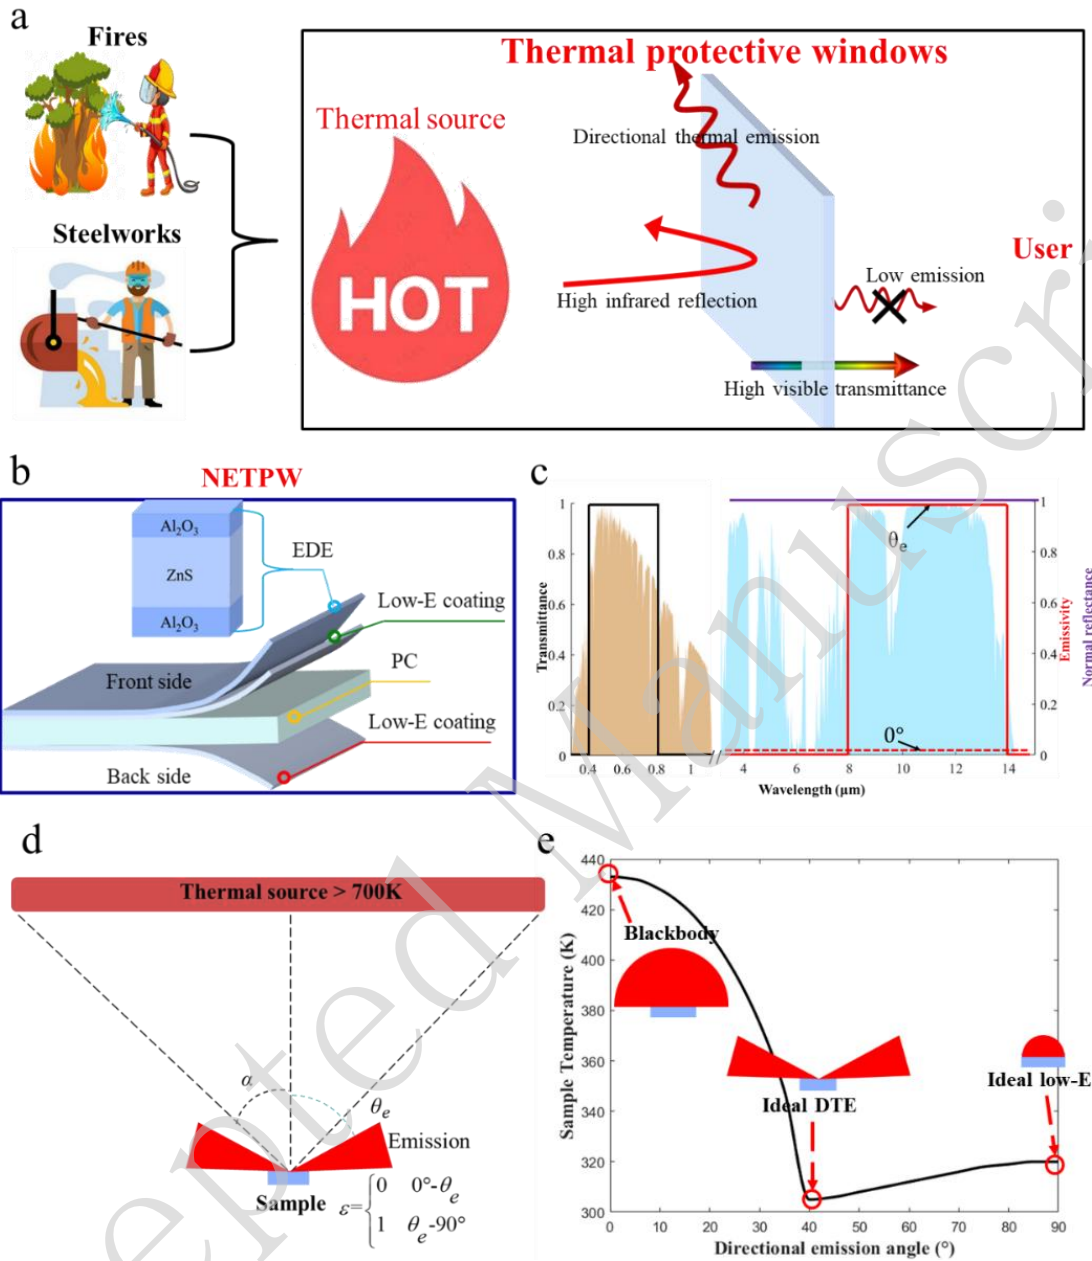 a
Fires
Steelworks
Thermal protective windows
Thermal source
HOT
Directional thermal emission
High infrared reflection
User
Low emission
High visible transmittance
b
NETPW
Al₂O₃
ZnS
Al₂O₃
EDE
Low-E coating
PC
Front side
Low-E coating
Back side
c
Transmittance
1
0.8
0.6
0.4
0.2
0
0.4 0.6 0.8 1 4 6 8 10 12 14
Wavelength (µm)
θe
0°
1
0.8
0.6
0.4
0.2
0
Emissivity
Normal reflectance
d
Thermal source > 700K
α
θe
Emission
Sample
ε={0 0°-θe
1 θe-90°
e
Sample Temperature (K)
440
420
400
380
360
340
320
300
Blackbody
Ideal DTE
Ideal low-E
0 10 20 30 40 50 60 70 80 90
Directional emission angle (°)
epted Manuscri